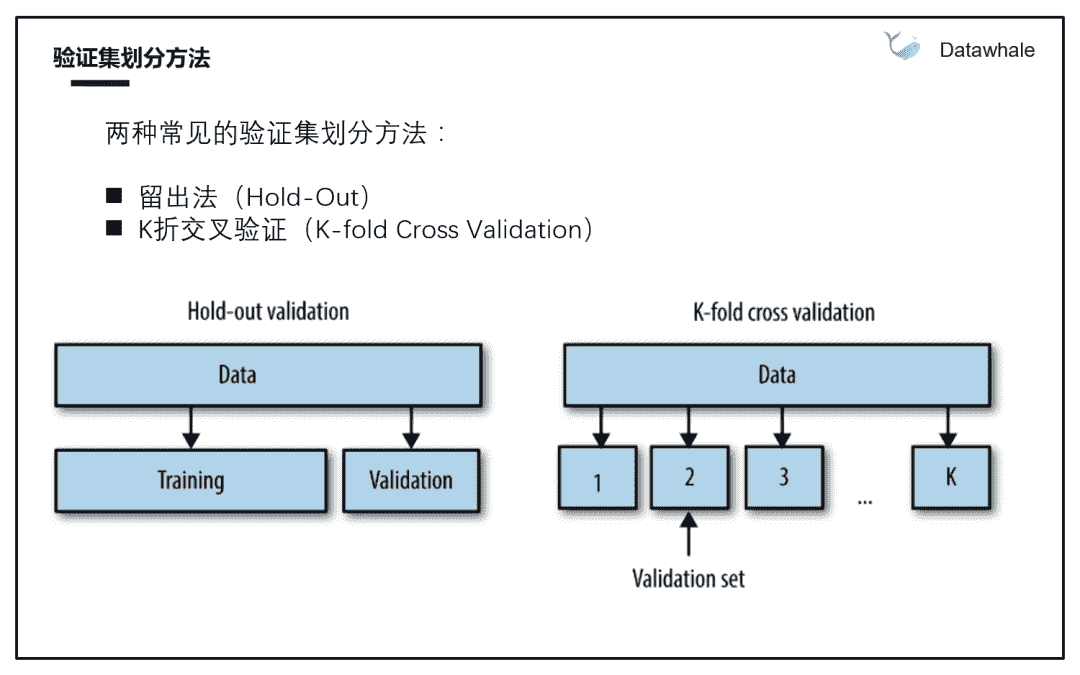 验证集划分方法
Datawhale
两种常见的验证集划分方法：
■ 留出法（Hold-Out）
■ K折交叉验证（K-fold Cross Validation）
Hold-out validation
Data
Training
Validation
K-fold cross validation
Data
1
2
3
...
K
Validation set